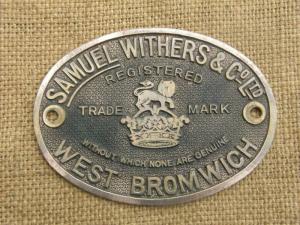 SAMUEL WITHERS & CO LTD
REGISTERED
TRADE MARK
WITHOUT WHICH NONE ARE GENUINE
WEST BROMWICH